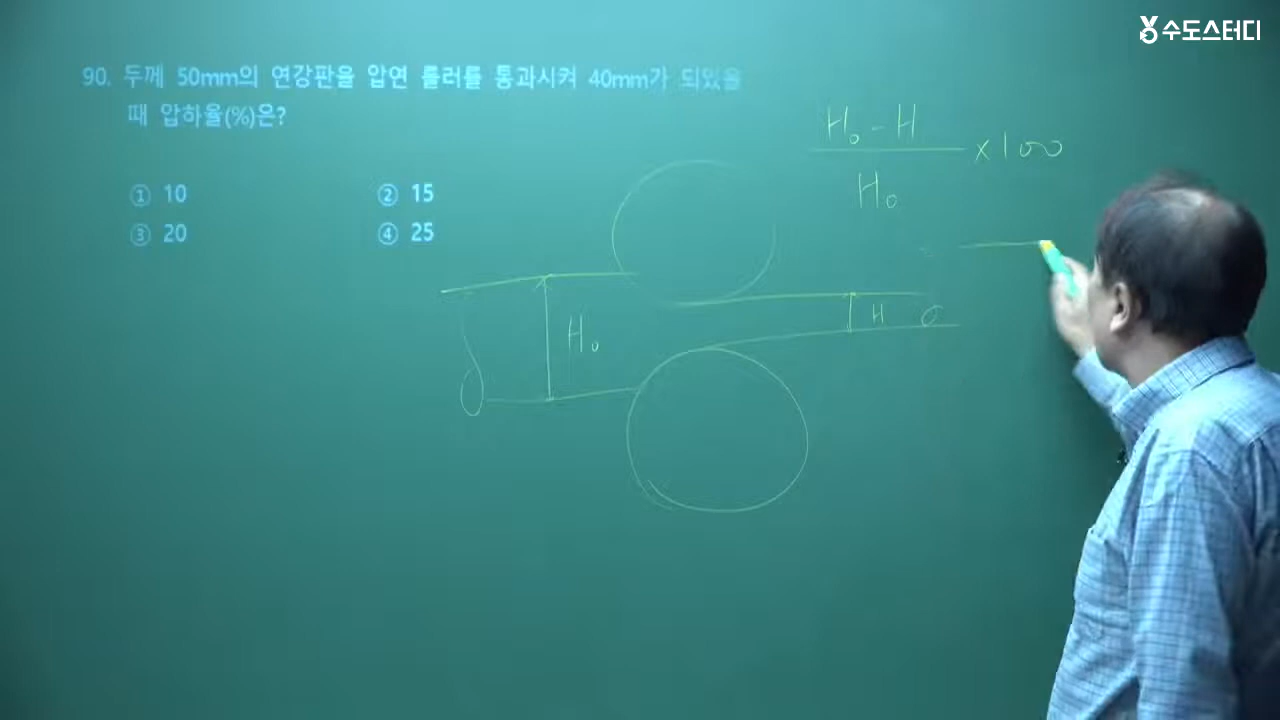 수도스터디
90. 두께 50mm의 연강판을 압연 롤러를 통과시켜 40mm가 되었을
때 압하율(%)은?
① 10 ② 15
③ 20 ④ 25
H₀ - H
× 100
H₀
H₀
H